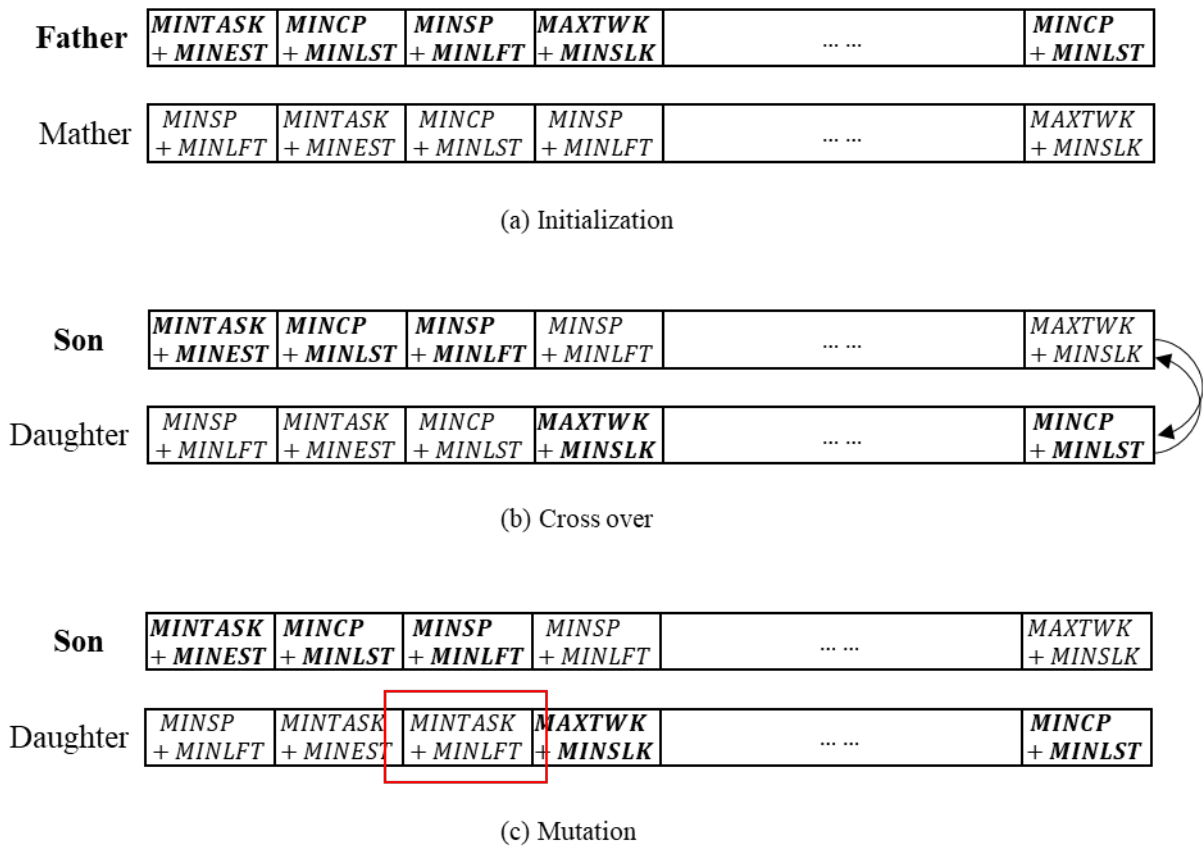 Father
MINTASK MINCP MINSP MAXTWK MINCP
+ MINEST + MINLST + MINLFT + MINSLK ... ... + MINLST
Mather
MINSP MINTASK MINCP MINSP MAXTWK
+ MINLFT + MINEST + MINLST + MINLFT ... ... + MINSLK
(a) Initialization
Son
MINTASK MINCP MINSP MINSP MAXTWK
+ MINEST + MINLST + MINLFT + MINLFT ... ... + MINSLK
Daughter
MINSP MINTASK MINCP MAXTWK MINCP
+ MINLFT + MINEST + MINLST + MINSLK ... ... + MINLST
(b) Cross over
Son
MINTASK MINCP MINSP MINSP MAXTWK
+ MINEST + MINLST + MINLFT + MINLFT ... ... + MINSLK
Daughter
MINSP MINTASK MINTASK MAXTWK MINCP
+ MINLFT + MINEST + MINLFT + MINSLK ... ... + MINLST
(c) Mutation